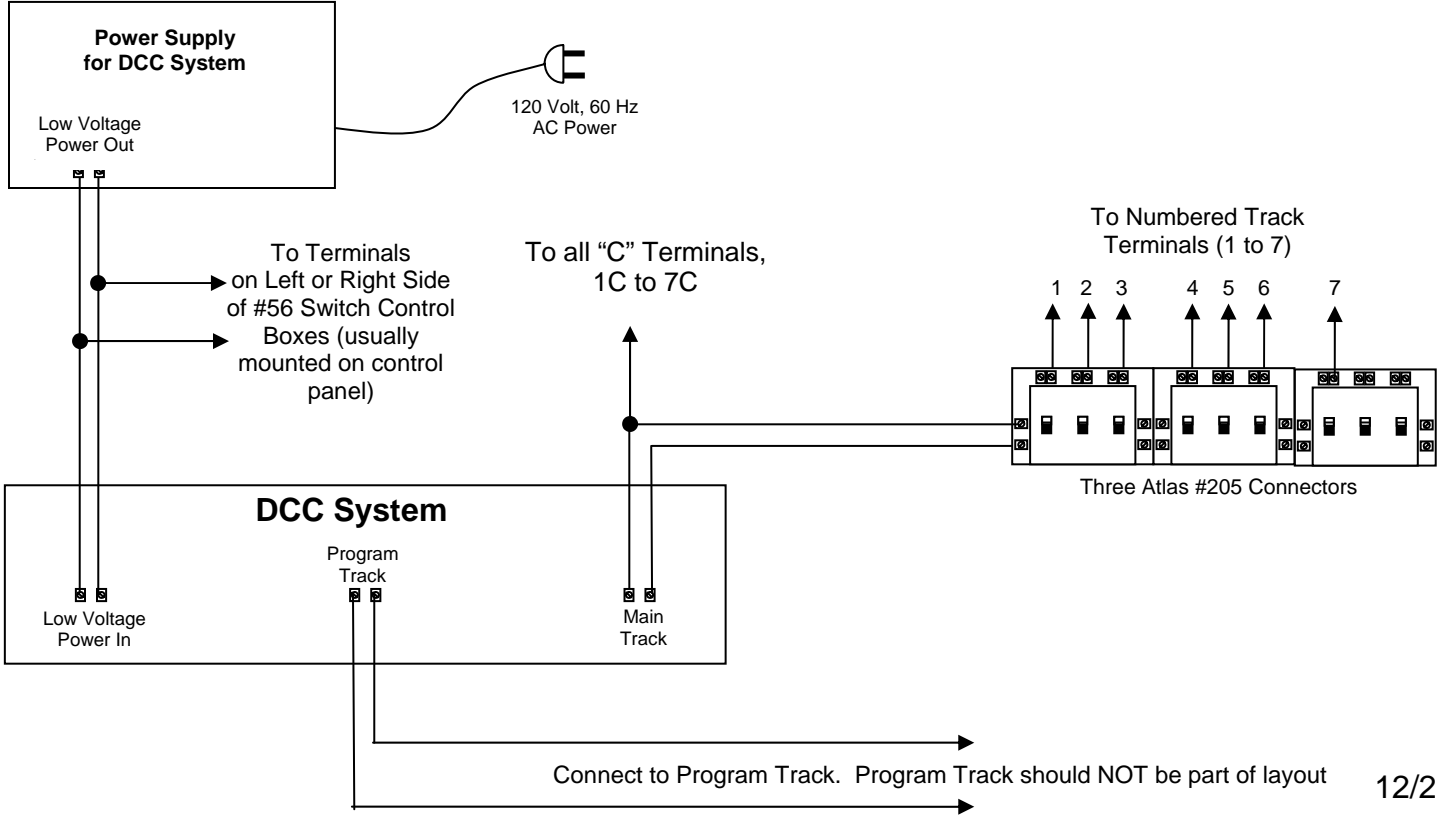 Power Supply
for DCC System
120 Volt, 60 Hz
AC Power
Low Voltage
Power Out
To Terminals
on Left or Right Side
of #56 Switch Control
Boxes (usually
mounted on control
panel)
To all “C” Terminals,
1C to 7C
To Numbered Track
Terminals (1 to 7)
1 2 3 4 5 6 7
Three Atlas #205 Connectors
DCC System
Program
Track
Low Voltage
Power In
Main
Track
Connect to Program Track. Program Track should NOT be part of layout
12/2